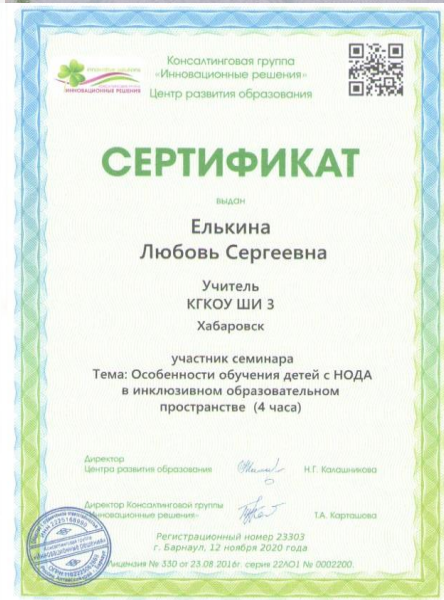 Консалтинговая группа
«Инновационные решения»
Центр развития образования
ИННОВАЦИОННЫЕ РЕШЕНИЯ
СЕРТИФИКАТ
выдан
Елькина
Любовь Сергеевна
Учитель
КГКОУ ШИ 3
Хабаровск
участник семинара
Тема: Особенности обучения детей с НОДА
в инклюзивном образовательном
пространстве (4 часа)
Директор
Центра развития образования
Н.Г. Калашникова
Директор Консалтинговой группы
«Инновационные решения»
Т.А. Карташова
Регистрационный номер 23303
г. Барнаул, 12 ноября 2020 года
Лицензия № 330 от 23.08.2016г. серия 22ЛО1 № 0002200.